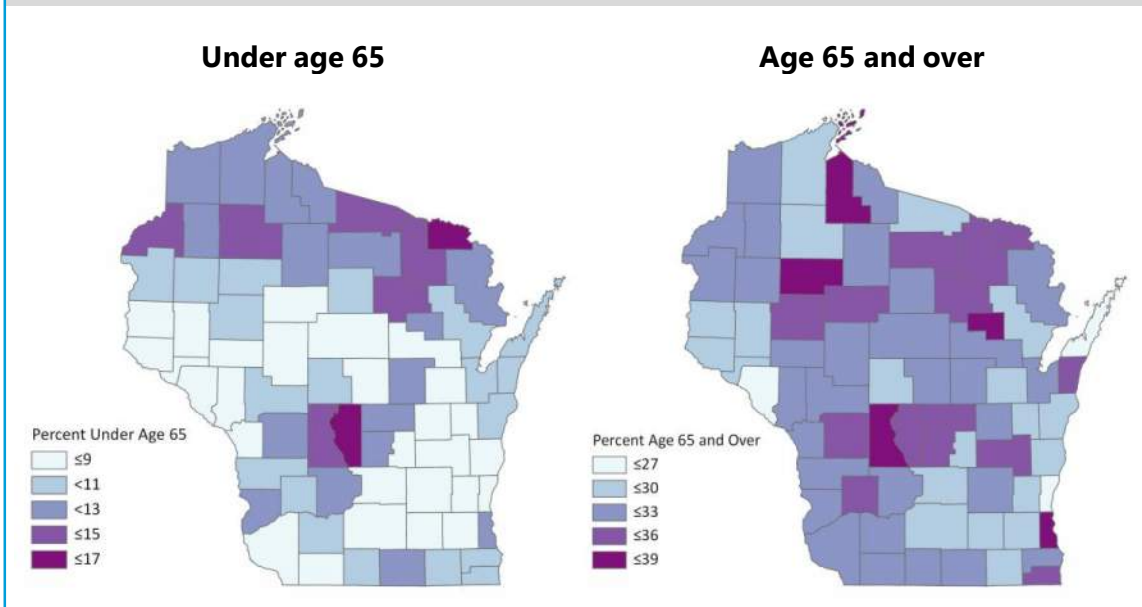 Under age 65
Age 65 and over
Percent Under Age 65
≤9
<11
<13
≤15
≤17
Percent Age 65 and Over
≤27
≤30
≤33
≤36
≤39